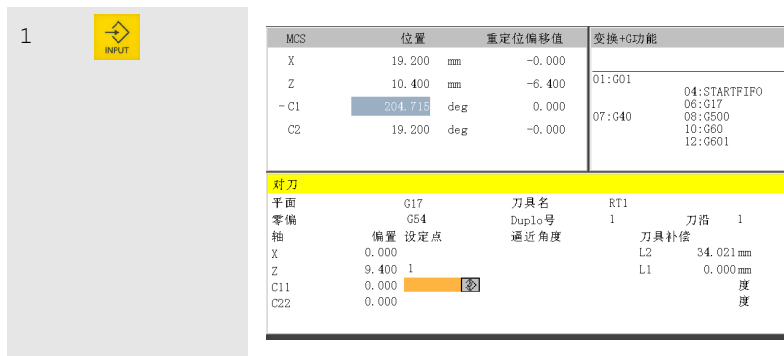 1
INPUT
MCS 位置 重定位偏移值
X 19.200 mm -0.000
Z 10.400 mm -6.400
-C1 204.715 deg 0.000
C2 19.200 deg -0.000
变换+G功能
01:G01
04:STARTFIFO
06:G17
07:G40
08:G500
10:G60
12:G601
对刀
平面 G17 刀具名 RT1
零偏 G54 Duplo号 1 刀沿 1
轴 偏置 设定点 逼近角度 刀具补偿
X 0.000 L2 34.021mm
Z 9.400 1 L1 0.000mm
C11 0.000 度
C22 0.000 度